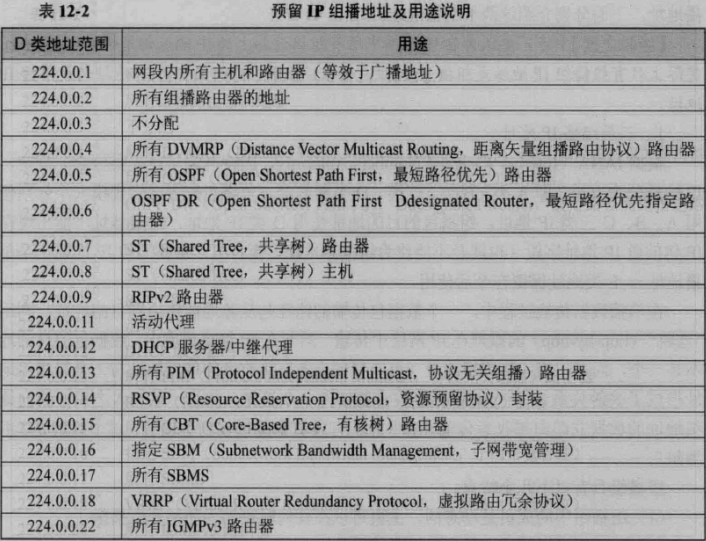 表 12-2 预留 IP 组播地址及用途说明
D 类地址范围 用途
224.0.0.1 网段内所有主机和路由器（等效于广播地址）
224.0.0.2 所有组播路由器的地址
224.0.0.3 不分配
224.0.0.4 所有 DVMRP（Distance Vector Multicast Routing，距离矢量组播路由协议）路由器
224.0.0.5 所有 OSPF（Open Shortest Path First，最短路径优先）路由器
224.0.0.6 OSPF DR（Open Shortest Path First Ddesignated Router，最短路径优先指定路
由器）
224.0.0.7 ST（Shared Tree，共享树）路由器
224.0.0.8 ST（Shared Tree，共享树）主机
224.0.0.9 RIPv2 路由器
224.0.0.11 活动代理
224.0.0.12 DHCP 服务器/中继代理
224.0.0.13 所有 PIM（Protocol Independent Multicast，协议无关组播）路由器
224.0.0.14 RSVP（Resource Reservation Protocol，资源预留协议）封装
224.0.0.15 所有 CBT（Core-Based Tree，有核树）路由器
224.0.0.16 指定 SBM（Subnetwork Bandwidth Management，子网带宽管理）
224.0.0.17 所有 SBMS
224.0.0.18 VRRP（Virtual Router Redundancy Protocol，虚拟路由冗余协议）
224.0.0.22 所有 IGMPv3 路由器